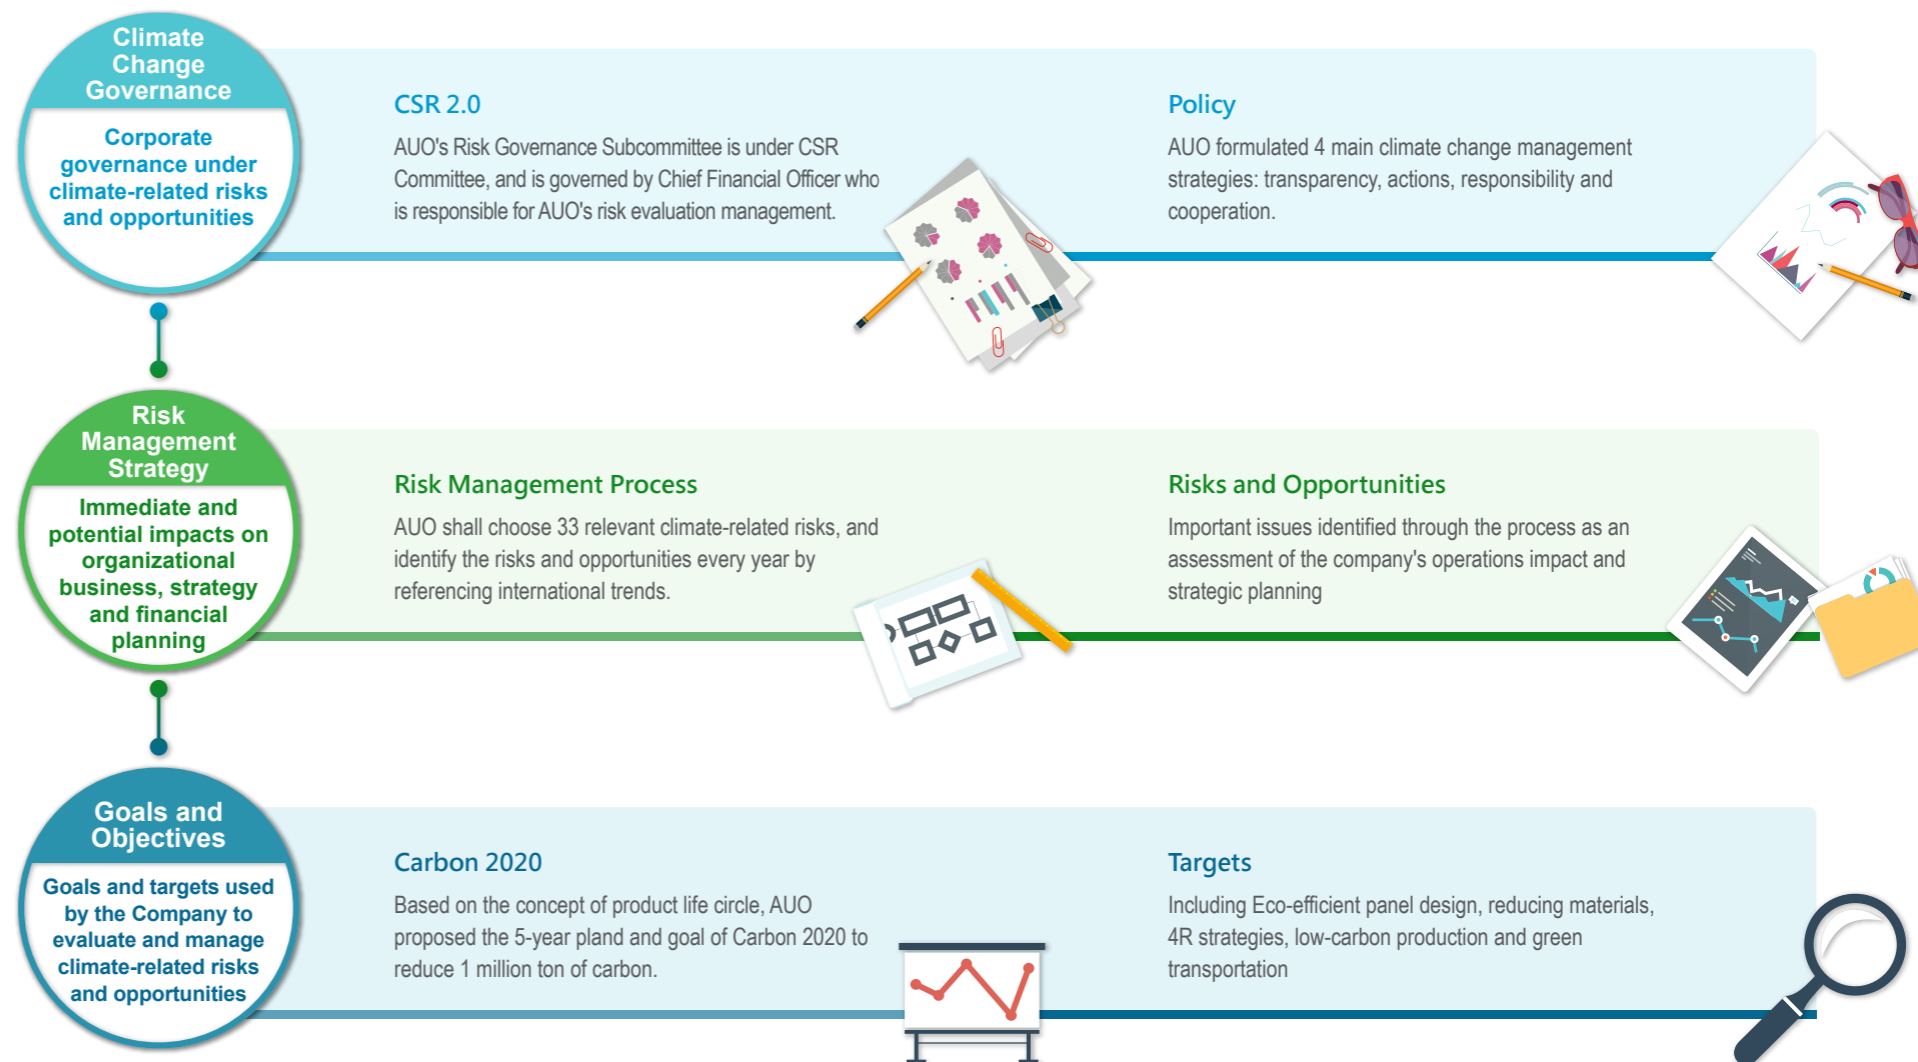 Climate
Change
Governance
Corporate
governance under
climate-related risks
and opportunities
CSR 2.0
AUO's Risk Governance Subcommittee is under CSR
Committee, and is governed by Chief Financial Officer who
is responsible for AUO's risk evaluation management.
Policy
AUO formulated 4 main climate change management
strategies: transparency, actions, responsibility and
cooperation.
Risk
Management
Strategy
Immediate and
potential impacts on
organizational
business, strategy
and financial
planning
Risk Management Process
AUO shall choose 33 relevant climate-related risks, and
identify the risks and opportunities every year by
referencing international trends.
Risks and Opportunities
Important issues identified through the process as an
assessment of the company's operations impact and
strategic planning
Goals and
Objectives
Goals and targets used
by the Company to
evaluate and manage
climate-related risks
and opportunities
Carbon 2020
Based on the concept of product life circle, AUO
proposed the 5-year pland and goal of Carbon 2020 to
reduce 1 million ton of carbon.
Targets
Including Eco-efficient panel design, reducing materials,
4R strategies, low-carbon production and green
transportation